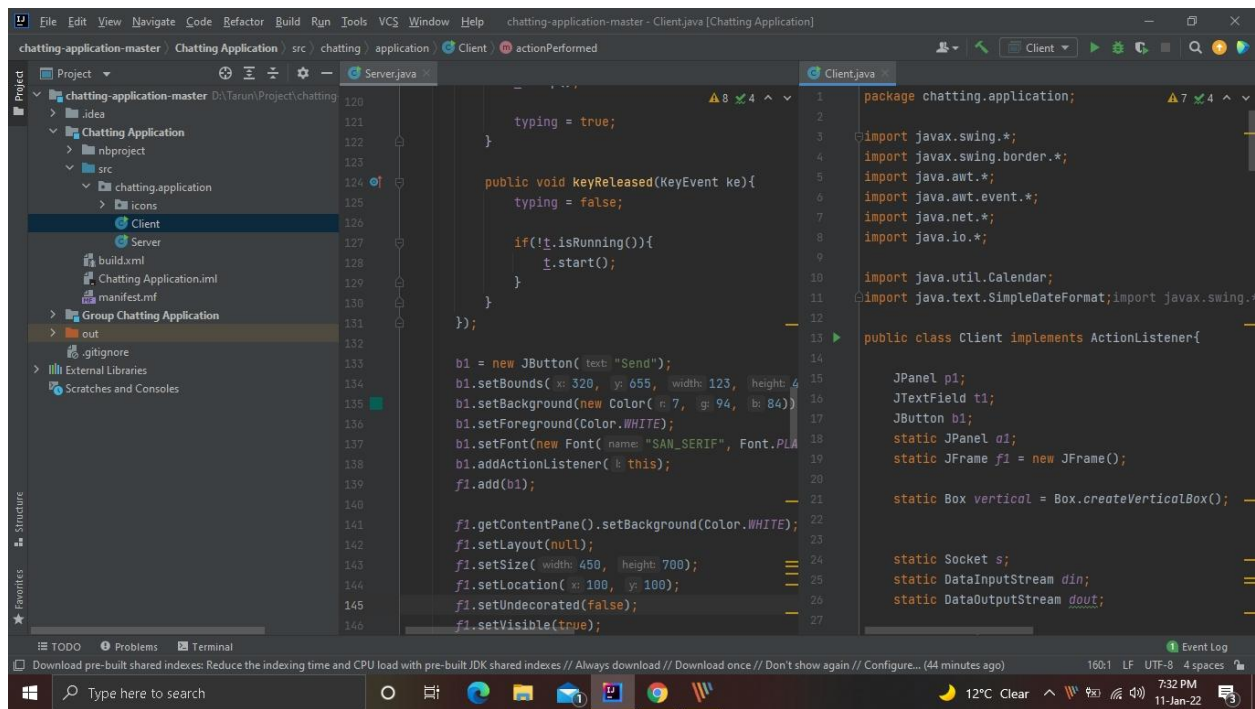 File Edit View Navigate Code Refactor Build Run Tools VCS Window Help chatting-application-master - Client.java [Chatting Application]
chatting-application-master Chatting Application src chatting application Client actionPerformed Client
Project
Project
chatting-application-master D:\Tarun\Project\chatting
.idea
Chatting Application
nbproject
src
chatting.application
icons
Client
Server
build.xml
Chatting Application.iml
manifest.mf
Group Chatting Application
out
.gitignore
External Libraries
Scratches and Consoles
Structure
Favorites
Server.java
8 4
120
121 typing = true;
122 }
123
124 public void keyReleased(KeyEvent ke){
125 typing = false;
126
127 if(!t.isRunning()){
128 t.start();
129 }
130 }
131 });
132
133 b1 = new JButton( text: "Send");
134 b1.setBounds( x: 320, y: 655, width: 123, height: 4
135 b1.setBackground(new Color( r: 7, g: 94, b: 84))
136 b1.setForeground(Color.WHITE);
137 b1.setFont(new Font( name: "SAN_SERIF", Font.PLA
138 b1.addActionListener( l: this);
139 f1.add(b1);
140
141 f1.getContentPane().setBackground(Color.WHITE);
142 f1.setLayout(null);
143 f1.setSize( width: 450, height: 700);
144 f1.setLocation( x: 100, y: 100);
145 f1.setUndecorated(false);
146 f1.setVisible(true);
Client.java
7 4
1 package chatting.application;
2
3 import javax.swing.*;
4 import javax.swing.border.*;
5 import java.awt.*;
6 import java.awt.event.*;
7 import java.net.*;
8 import java.io.*;
9
10 import java.util.Calendar;
11 import java.text.SimpleDateFormat;import javax.swing.*
12
13 public class Client implements ActionListener{
14
15 JPanel p1;
16 JTextField t1;
17 JButton b1;
18 static JPanel a1;
19 static JFrame f1 = new JFrame();
20
21 static Box vertical = Box.createVerticalBox();
22
23
24 static Socket s;
25 static DataInputStream din;
26 static DataOutputStream dout;
27
TODO Problems Terminal 1 Event Log
Download pre-built shared indexes: Reduce the indexing time and CPU load with pre-built JDK shared indexes // Always download // Download once // Don't show again // Configure... (44 minutes ago) 160:1 LF UTF-8 4 spaces
Type here to search 12°C Clear 7:32 PM
11-Jan-22